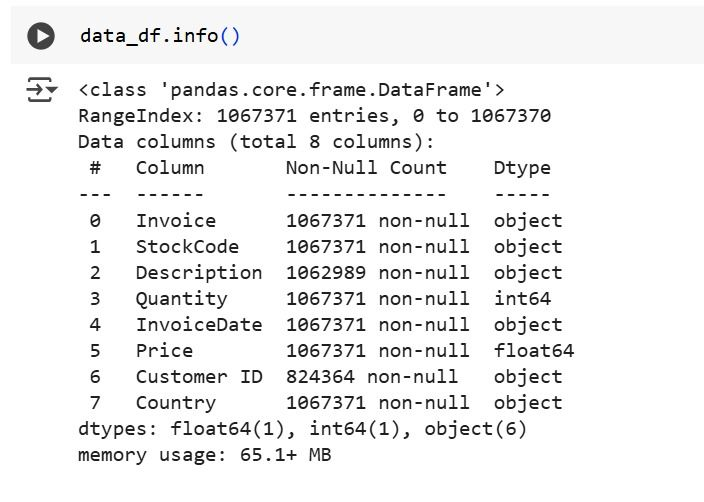 data_df.info()
<class 'pandas.core.frame.DataFrame'>
RangeIndex: 1067371 entries, 0 to 1067370
Data columns (total 8 columns):
 #   Column       Non-Null Count    Dtype
---  ------       --------------    -----
 0   Invoice      1067371 non-null  object
 1   StockCode    1067371 non-null  object
 2   Description  1062989 non-null  object
 3   Quantity     1067371 non-null  int64
 4   InvoiceDate  1067371 non-null  object
 5   Price        1067371 non-null  float64
 6   Customer ID  824364 non-null   object
 7   Country      1067371 non-null  object
dtypes: float64(1), int64(1), object(6)
memory usage: 65.1+ MB